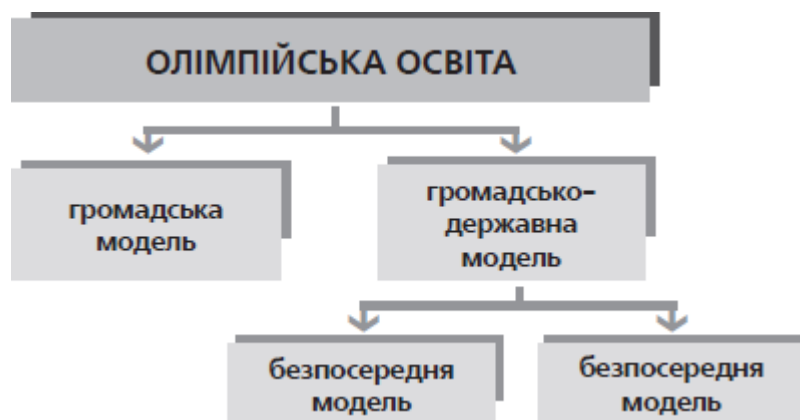 ОЛІМПІЙСЬКА ОСВІТА
громадська
модель
громадсько-
державна
модель
безпосередня
модель
безпосередня
модель